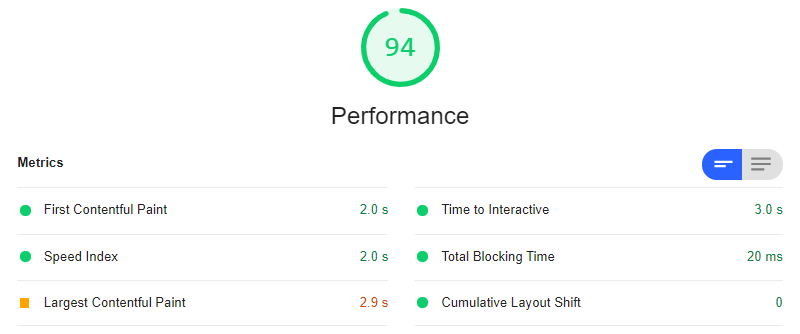 94
Performance
Metrics
First Contentful Paint 2.0 s
Time to Interactive 3.0 s
Speed Index 2.0 s
Total Blocking Time 20 ms
Largest Contentful Paint 2.9 s
Cumulative Layout Shift 0